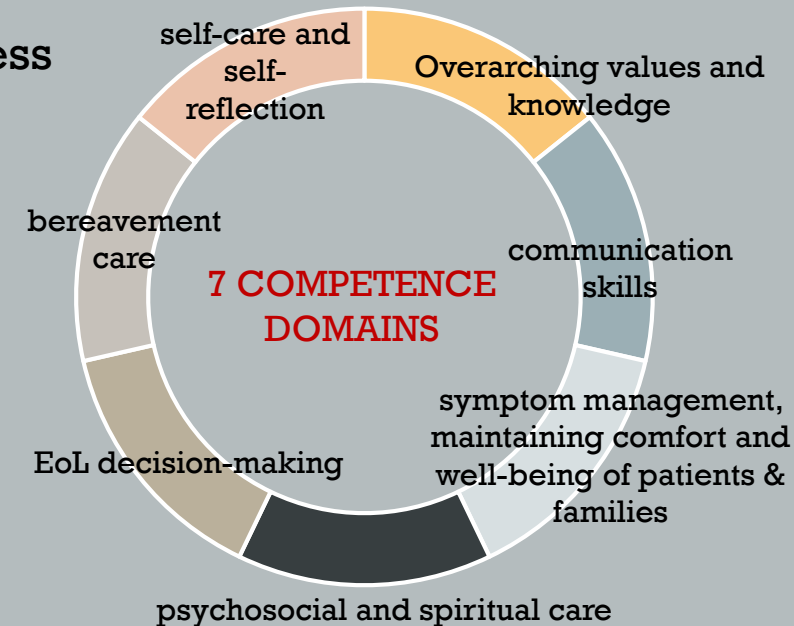 ess
self-care and
self-
reflection
Overarching values and
knowledge
bereavement
care
communication
skills
7 COMPETENCE
DOMAINS
symptom management,
maintaining comfort and
well-being of patients &
families
EoL decision-making
psychosocial and spiritual care